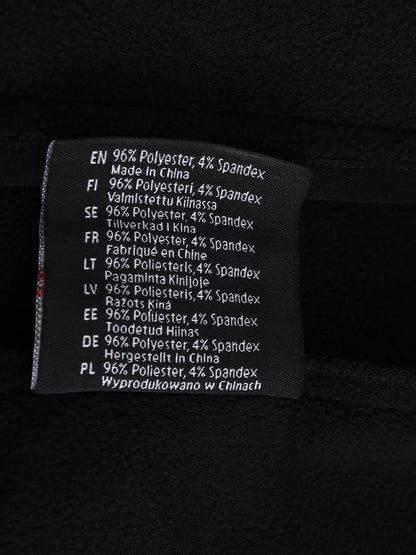 EN 96% Polyester, 4% Spandex
Made in China
FI 96% Polyesteri, 4% Spandex
Valmistettu Kiinassa
SE 96% Polyester, 4% Spandex
Tillverkad i Kina
FR 96% Polyester, 4% Spandex
Fabriqué en Chine
LT 96% Poliesteris, 4% Spandex
Pagaminta Kinijoje
LV 96% Poliesteris, 4% Spandex
Ražots Kīnā
EE 96% Polüester, 4% Spandex
Toodetud Hiinas
DE 96% Polyester, 4% Spandex
Hergestellt in China
PL 96% Poliester, 4% Spandex
Wyprodukowano w Chinach